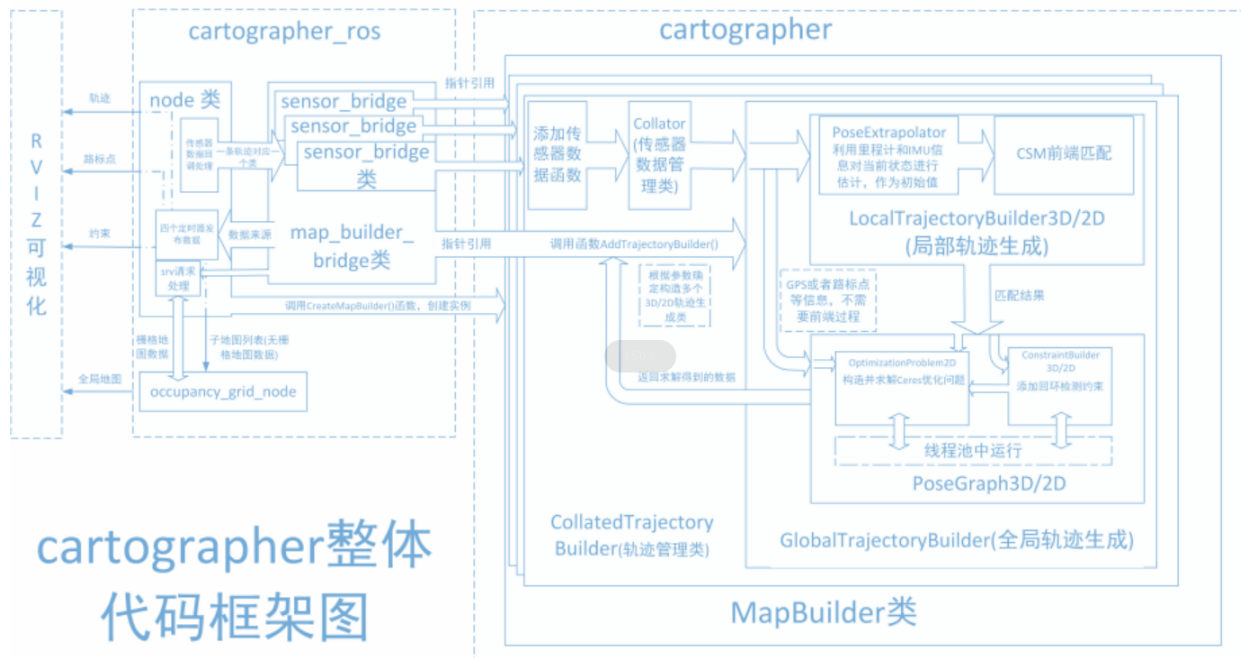 cartographer_ros
cartographer
RVIZ可视化
轨迹
路标点
约束
全局地图
node 类
传感器
数据回
调处理
一条轨迹对应一
个类
sensor_bridge
sensor_bridge
sensor_bridge
类
指针引用
四个定时器发
布数据
数据来源
map_builder_
bridge类
指针引用
srv请求
处理
调用CreateMapBuilder()函数，创建实例
栅格地
图数据
子地图列表(无栅
格地图数据)
occupancy_grid_node
添加传
感器数
据函数
Collator
(传感器
数据管
理类)
PoseExtrapolator
利用里程计和IMU信
息对当前状态进行
估计，作为初始值
CSM前端匹配
LocalTrajectoryBuilder3D/2D
(局部轨迹生成)
调用函数AddTrajectoryBuilder()
根据参数确
定构造多个
3D/2D轨迹生
成类
GPS或者路标点
等信息，不需
要前端过程
匹配结果
返回求解得到的数据
OptimizationProblem2D
构造并求解Ceres优化问题
ConstraintBuilder
3D/2D
添加回环检测约束
线程池中运行
PoseGraph3D/2D
CollatedTrajectory
Builder(轨迹管理类)
GlobalTrajectoryBuilder(全局轨迹生成)
MapBuilder类
cartographer整体
代码框架图